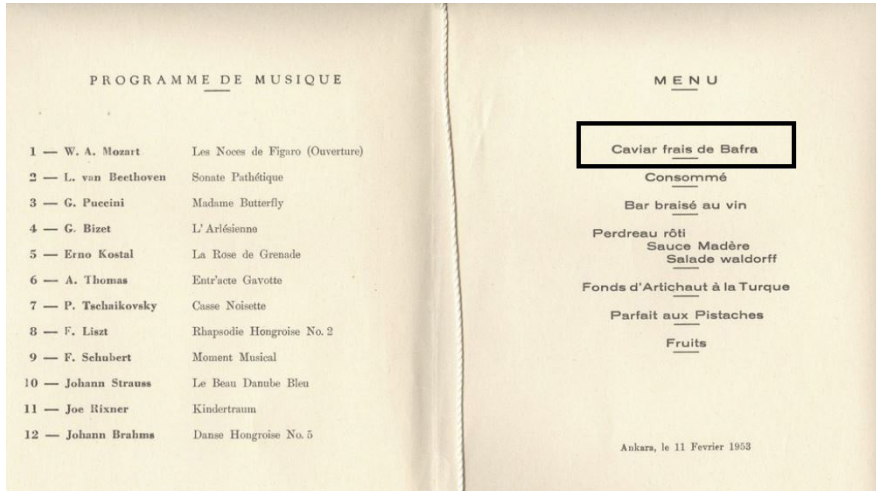 PROGRAMME DE MUSIQUE
1 — W. A. Mozart Les Noces de Figaro (Ouverture)
2 — L. van Beethoven Sonate Pathétique
3 — G. Puccini Madame Butterfly
4 — G. Bizet L'Arlésienne
5 — Erno Kostal La Rose de Grenade
6 — A. Thomas Entr'acte Gavotte
7 — P. Tschaikovsky Casse Noisette
8 — F. Liszt Rhapsodie Hongroise No. 2
9 — F. Schubert Moment Musical
10 — Johann Strauss Le Beau Danube Bleu
11 — Joe Rixner Kindertraum
12 — Johann Brahms Danse Hongroise No. 5
MENU
Caviar frais de Bafra
Consommé
Bar braisé au vin
Perdreau rôti
Sauce Madère
Salade waldorff
Fonds d'Artichaut à la Turque
Parfait aux Pistaches
Fruits
Ankara, le 11 Fevrier 1953